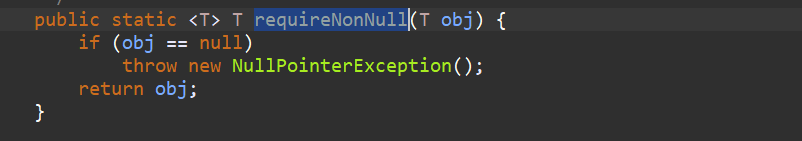 public static <T> T requireNonNull(T obj) {
    if (obj == null)
        throw new NullPointerException();
    return obj;
}